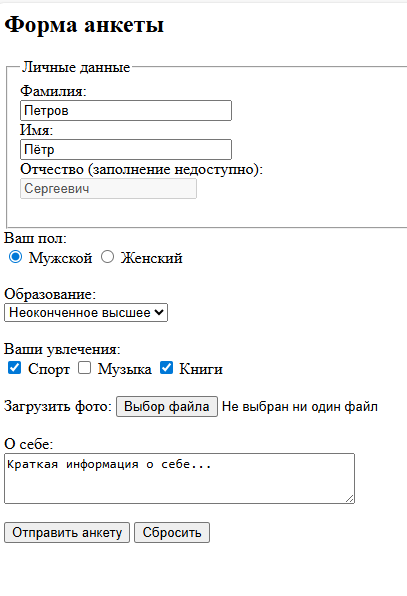 Форма анкеты
Личные данные
Фамилия:
Петров
Имя:
Пётр
Отчество (заполнение недоступно):
Сергеевич
Ваш пол:
Мужской Женский
Образование:
Неоконченное высшее
Ваши увлечения:
Спорт Музыка Книги
Загрузить фото: Выбор файла Не выбран ни один файл
О себе:
Краткая информация о себе...
Отправить анкету Сбросить